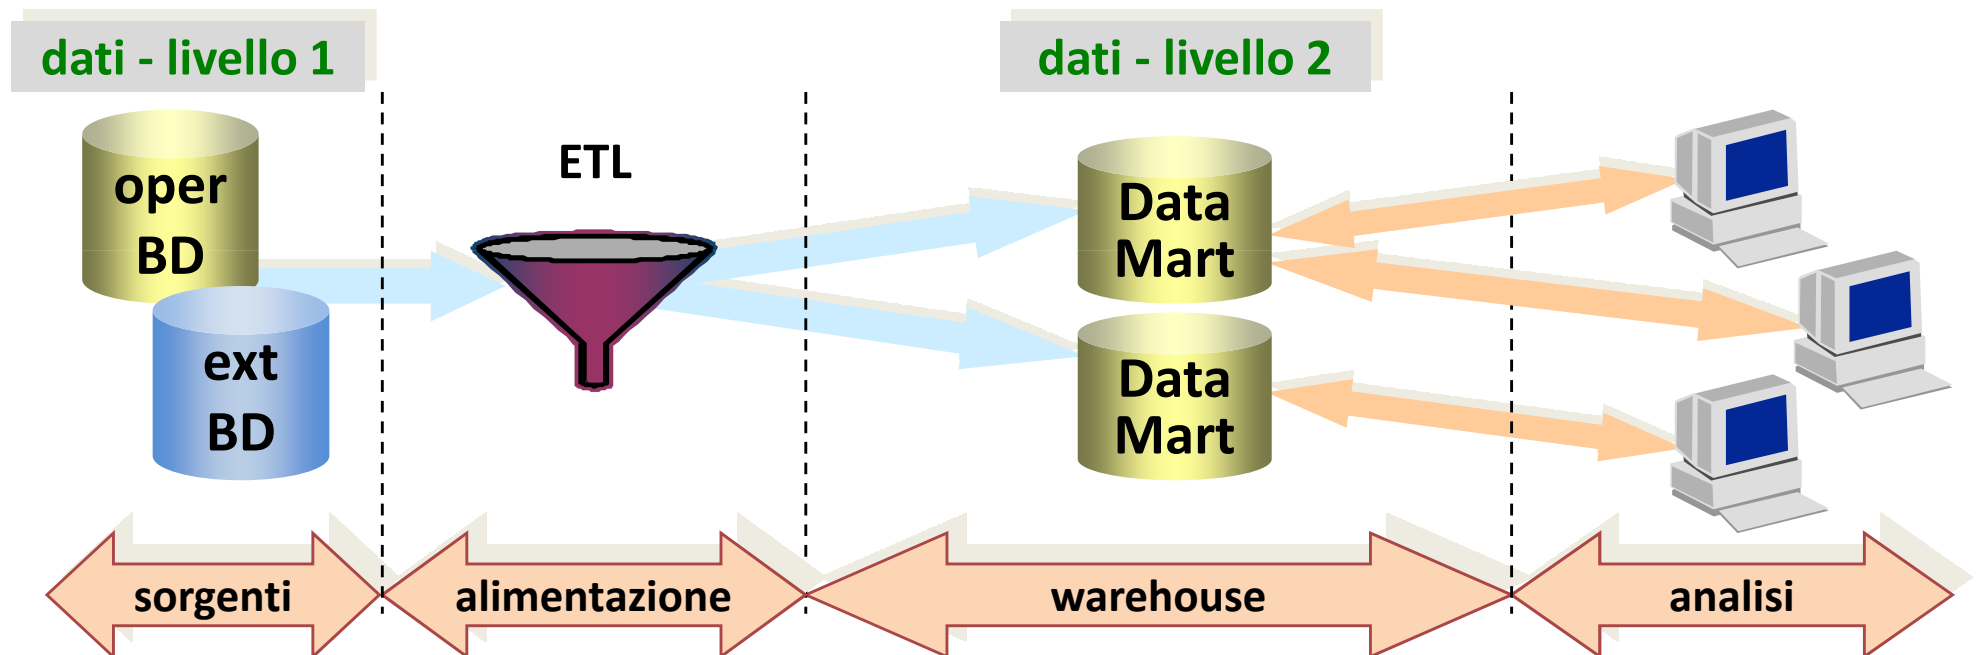 dati - livello 1
dati - livello 2
oper
BD
ext
BD
ETL
Data
Mart
Data
Mart
sorgenti
alimentazione
warehouse
analisi